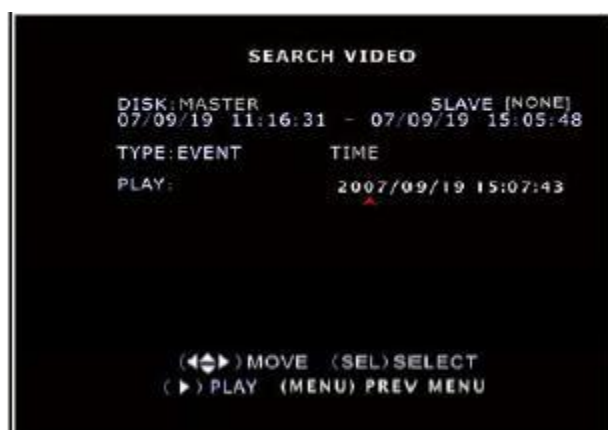 SEARCH VIDEO
DISK:MASTER SLAVE [NONE]
07/09/19 11:16:31 - 07/09/19 15:05:48
TYPE:EVENT TIME
PLAY: 2007/09/19 15:07:43
(◀◆▶) MOVE (SEL) SELECT
(▶) PLAY (MENU) PREV MENU